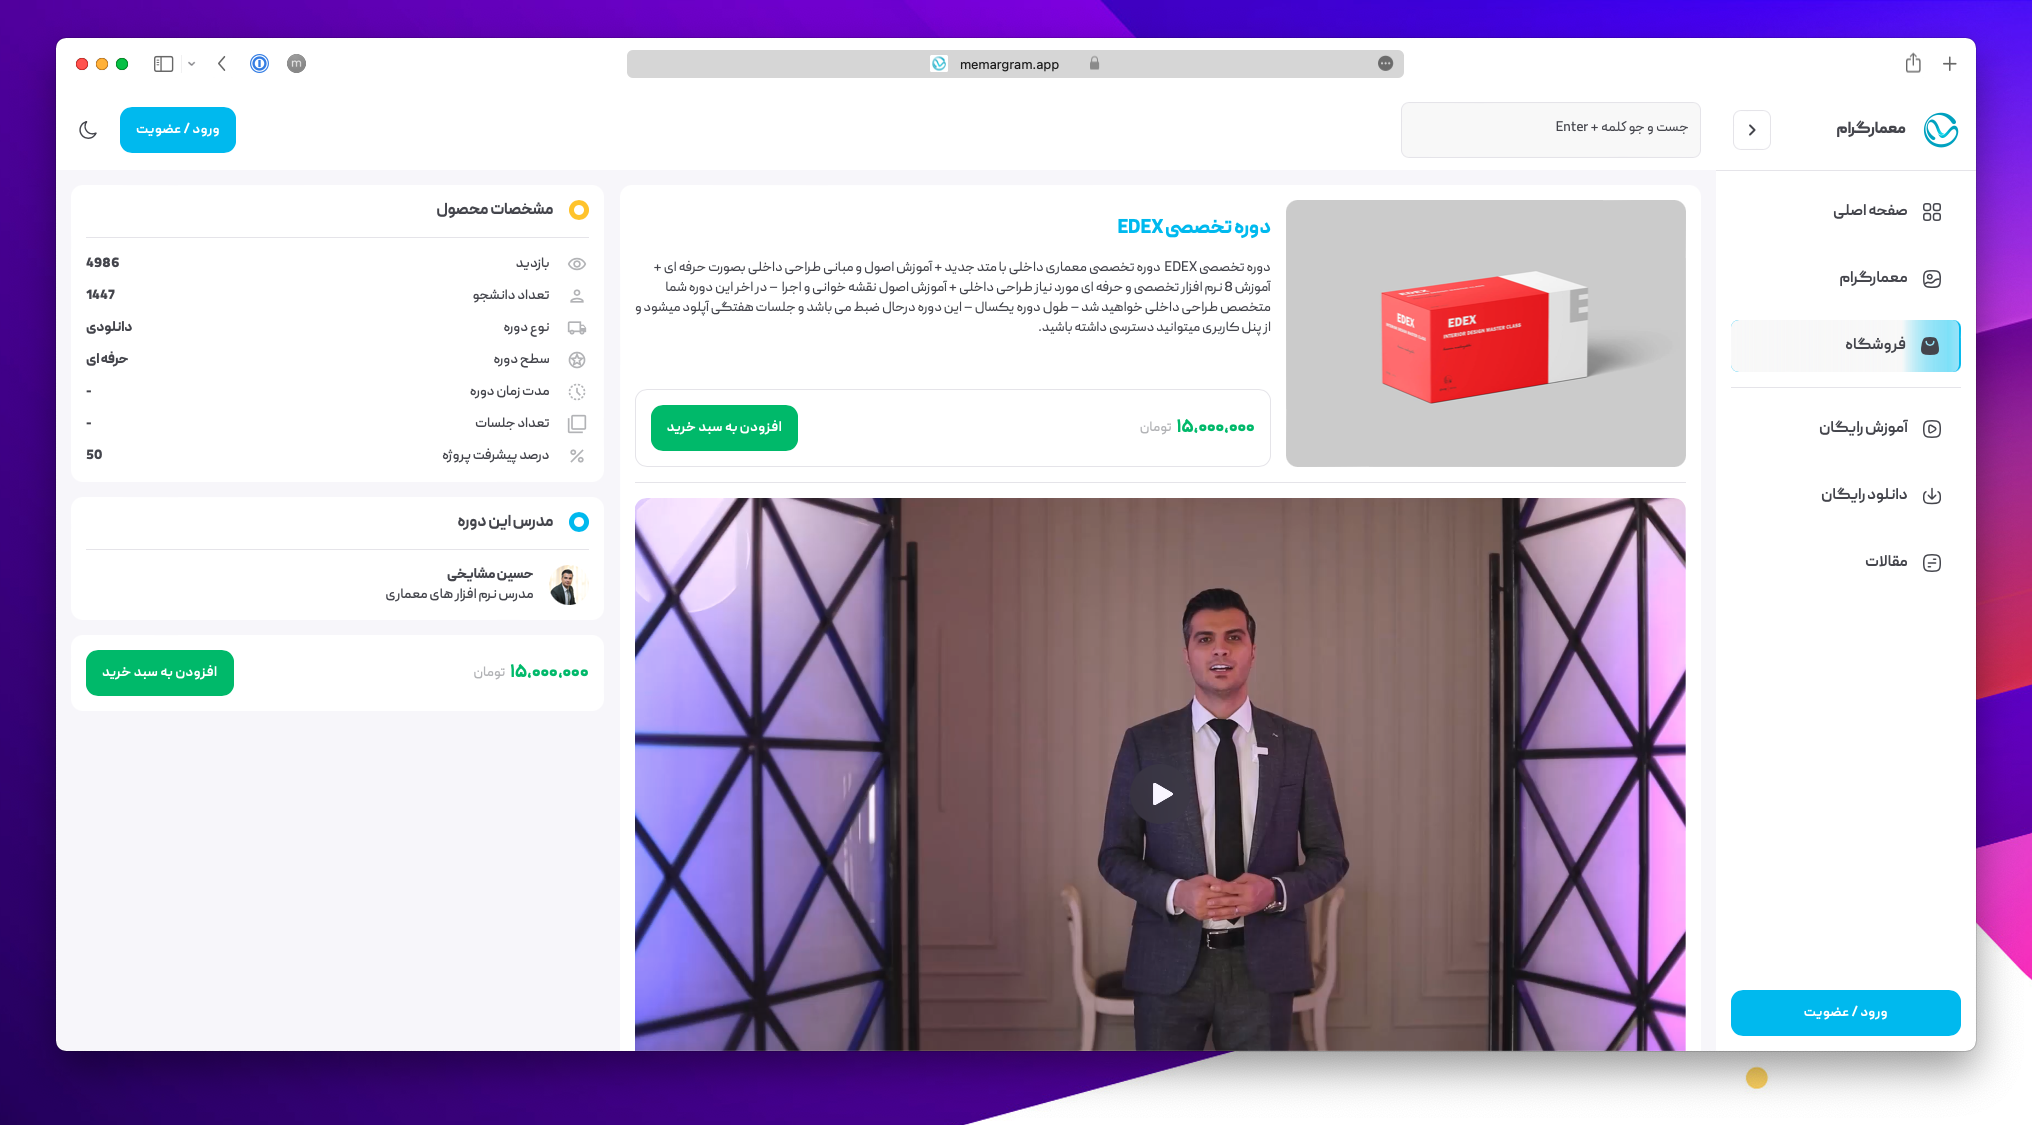 memargram.app
m
معمارگرام
جست و جو کلمه + Enter
ورود / عضویت
صفحه اصلی
معمارگرام
فروشگاه
آموزش رایگان
دانلود رایگان
مقالات
ورود / عضویت
EDEX
INTERIOR DESIGN MASTER CLASS
EDEX
E
دوره تخصصی EDEX
دوره تخصصی EDEX دوره تخصصی معماری داخلی با متد جدید + آموزش اصول و مبانی طراحی داخلی بصورت حرفه ای +
آموزش 8 نرم افزار تخصصی و حرفه ای مورد نیاز طراحی داخلی + آموزش اصول نقشه خوانی و اجرا – در اخر این دوره شما
متخصص طراحی داخلی خواهید شد – طول دوره یکسال – این دوره درحال ضبط می باشد و جلسات هفتگی آپلود میشود و
از پنل کاربری میتوانید دسترسی داشته باشید.
۱۵,۰۰۰,۰۰۰ تومان
افزودن به سبد خرید
مشخصات محصول
بازدید 4986
تعداد دانشجو 1447
نوع دوره دانلودی
سطح دوره حرفه ای
مدت زمان دوره -
تعداد جلسات -
درصد پیشرفت پروژه 50
مدرس این دوره
حسین مشایخی
مدرس نرم افزار های معماری
۱۵,۰۰۰,۰۰۰ تومان
افزودن به سبد خرید